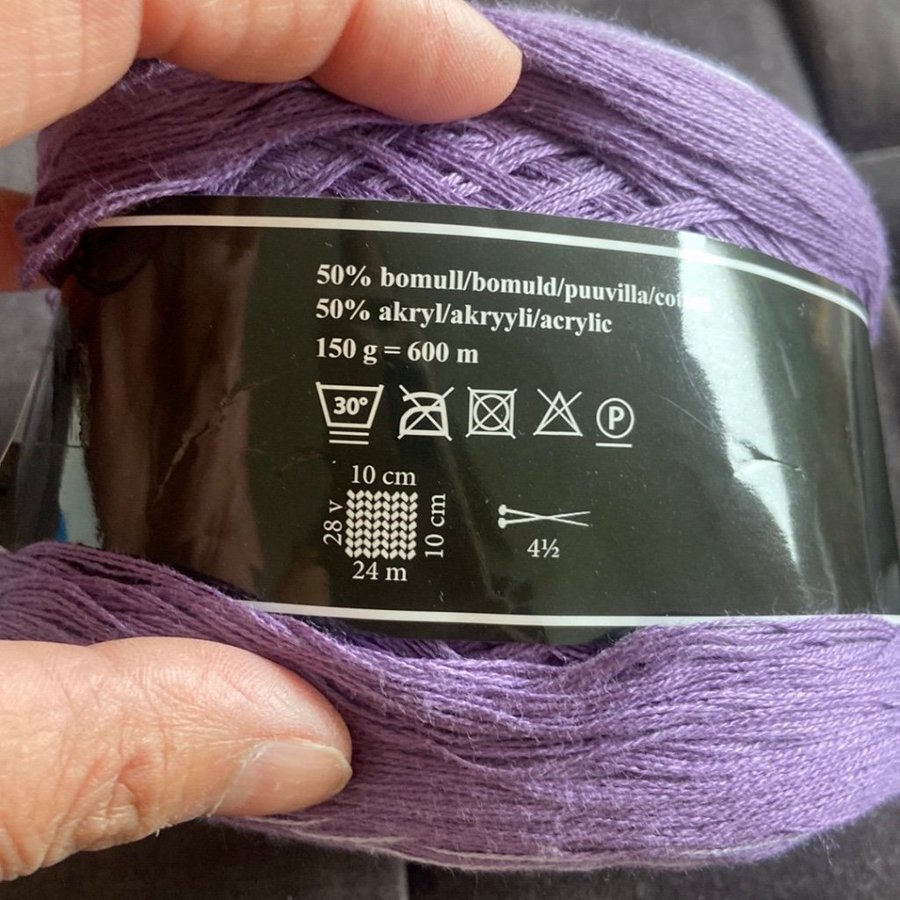 50% bomull/bomuld/puuvilla/cotton
50% akryl/akryyli/acrylic
150 g = 600 m
30° P
10 cm
28 v
10 cm
24 m
4½